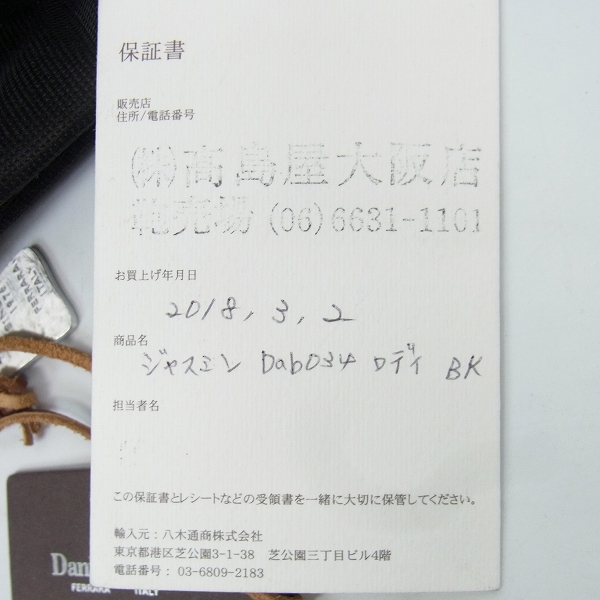 保証書
販売店
住所/電話番号
(株)高島屋大阪店
売場 (06)6631-1101
お買上げ年月日
2018, 3, 2
商品名
ジャスミン Dab034 ロディ BK
担当者名
この保証書とレシートなどの受領書を一緒に大切に保管してください。
輸入元：八木通商株式会社
東京都港区芝公園3-1-38 芝公園三丁目ビル4階
電話番号：03-6809-2183
FERRARA
ITALY
Dan
FERRARA ITALY